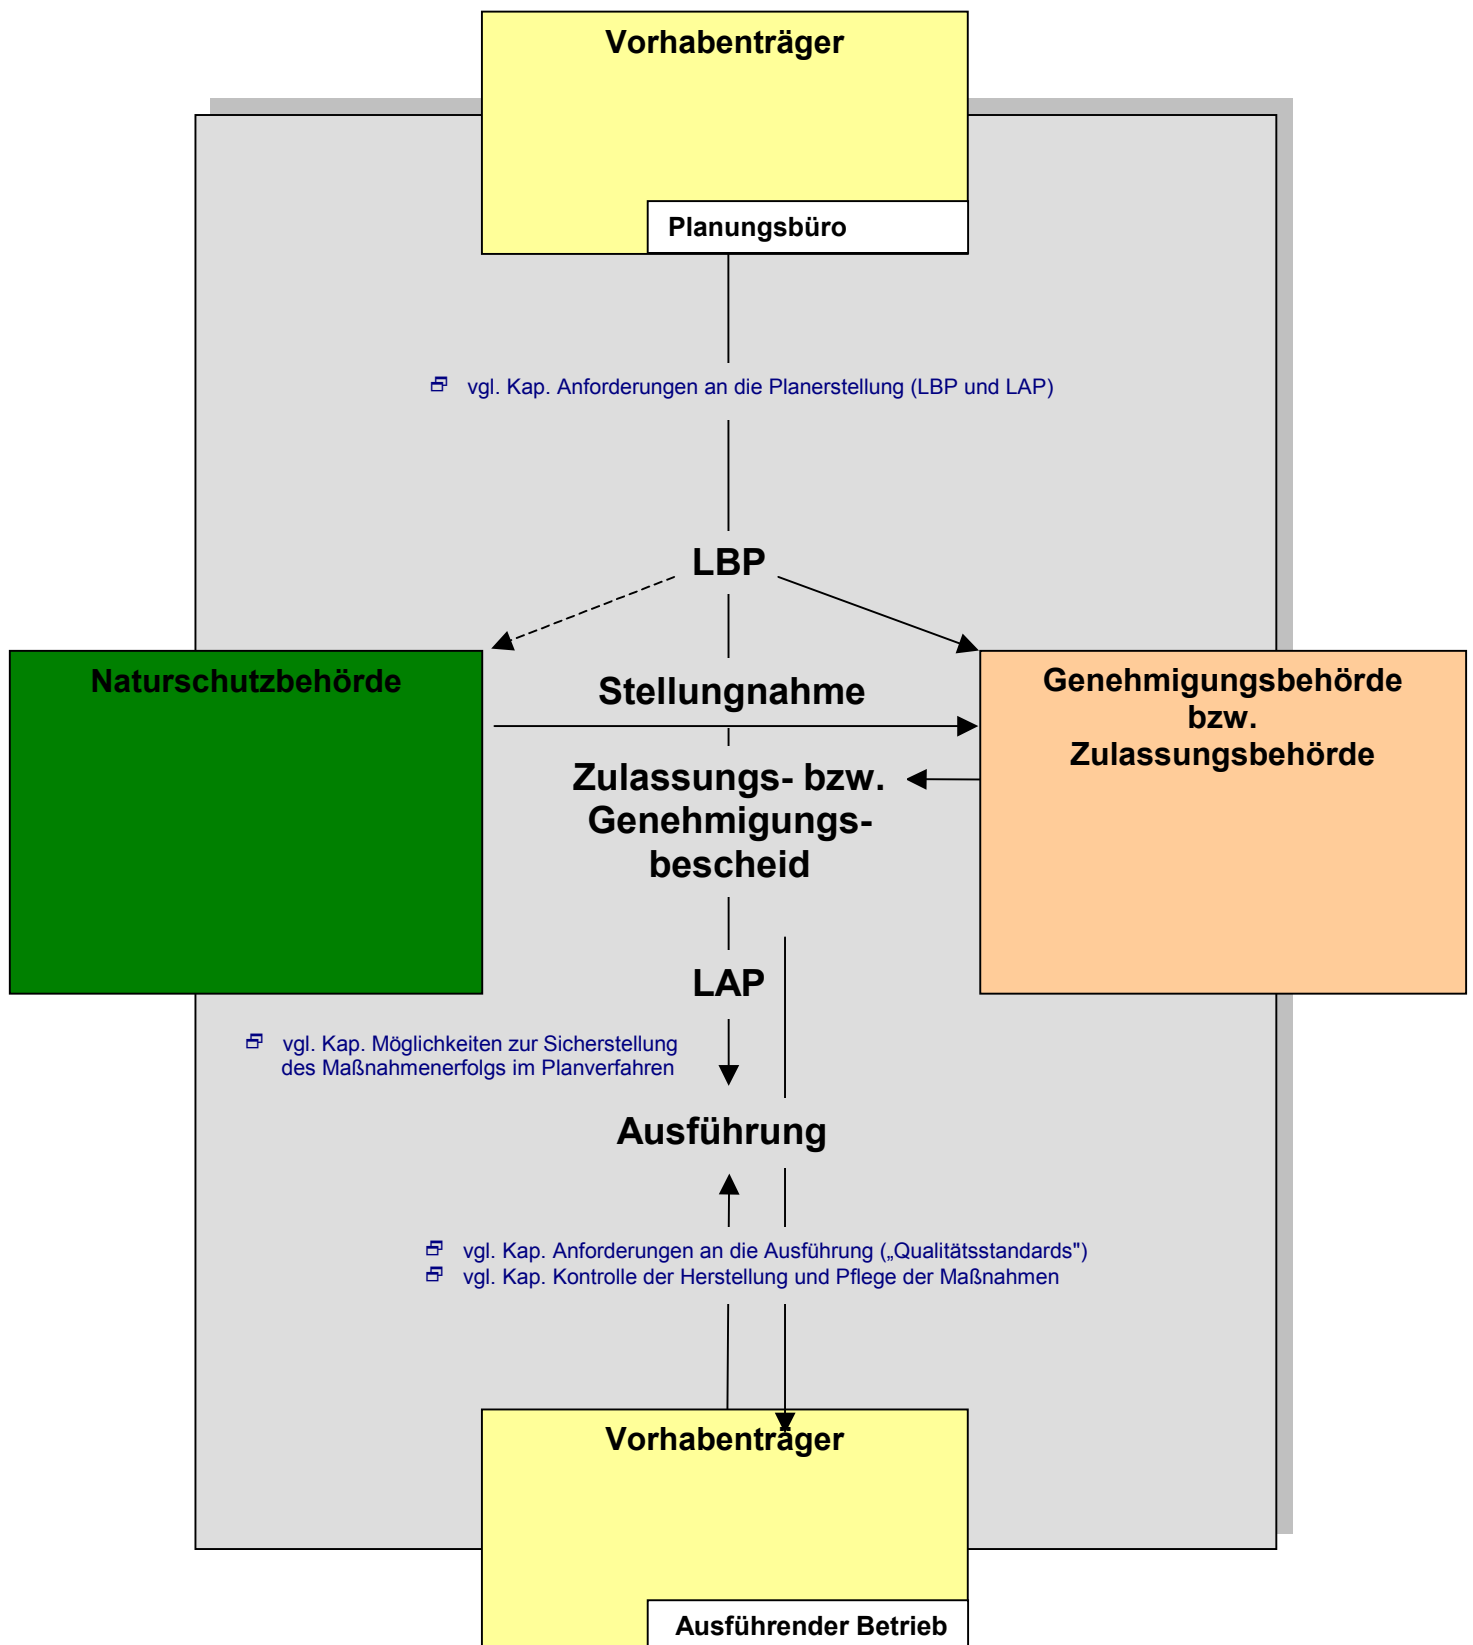 Vorhabenträger
Planungsbüro
vgl. Kap. Anforderungen an die Planerstellung (LBP und LAP)
LBP
Naturschutzbehörde
Stellungnahme
Genehmigungsbehörde
bzw.
Zulassungsbehörde
Zulassungs- bzw.
Genehmigungs-
bescheid
LAP
vgl. Kap. Möglichkeiten zur Sicherstellung
des Maßnahmenerfolgs im Planverfahren
Ausführung
vgl. Kap. Anforderungen an die Ausführung („Qualitätsstandards")
vgl. Kap. Kontrolle der Herstellung und Pflege der Maßnahmen
Vorhabenträger
Ausführender Betrieb